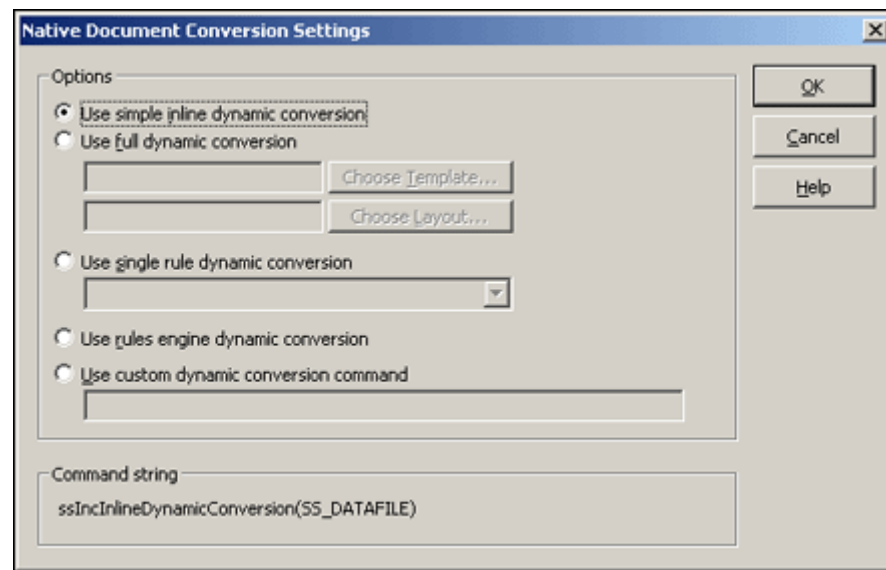 Native Document Conversion Settings
Options
Use simple inline dynamic conversion
Use full dynamic conversion
Choose Template...
Choose Layout...
Use single rule dynamic conversion
Use rules engine dynamic conversion
Use custom dynamic conversion command
Command string
ssIncInlineDynamicConversion(SS_DATAFILE)
OK
Cancel
Help